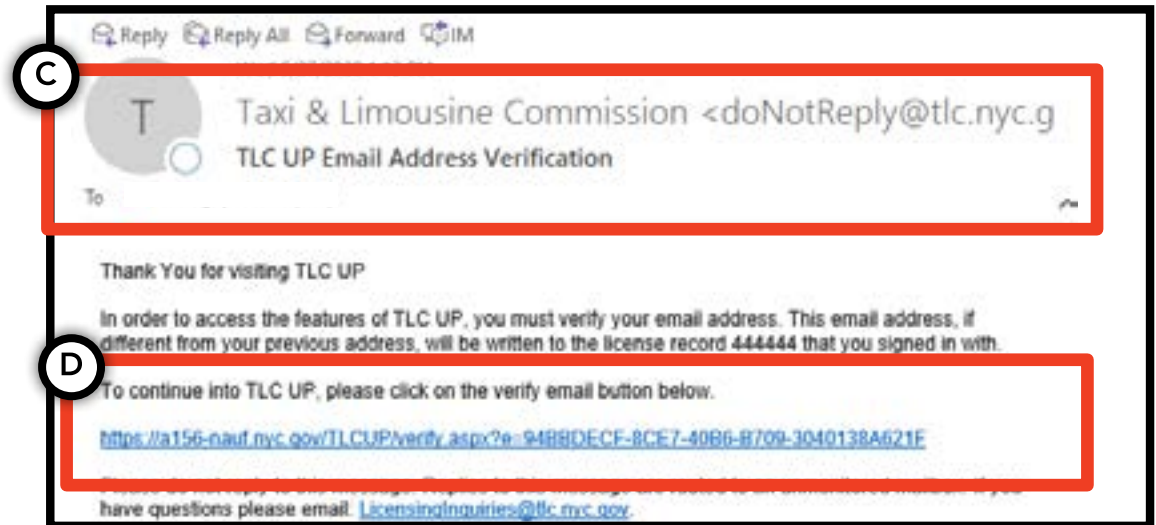 Reply Reply All Forward IM
C
T
Taxi & Limousine Commission <doNotReply@tlc.nyc.g
TLC UP Email Address Verification
To
Thank You for visiting TLC UP
In order to access the features of TLC UP, you must verify your email address. This email address, if
different from your previous address, will be written to the license record 444444 that you signed in with.
D
To continue into TLC UP, please click on the verify email button below.
https://a156-nauf.nyc.gov/TLCUP/verify.aspx?e=94BBDECF-8CE7-40B6-B709-3040138A621F
have questions please email: LicensingInquiries@tlc.nyc.gov.